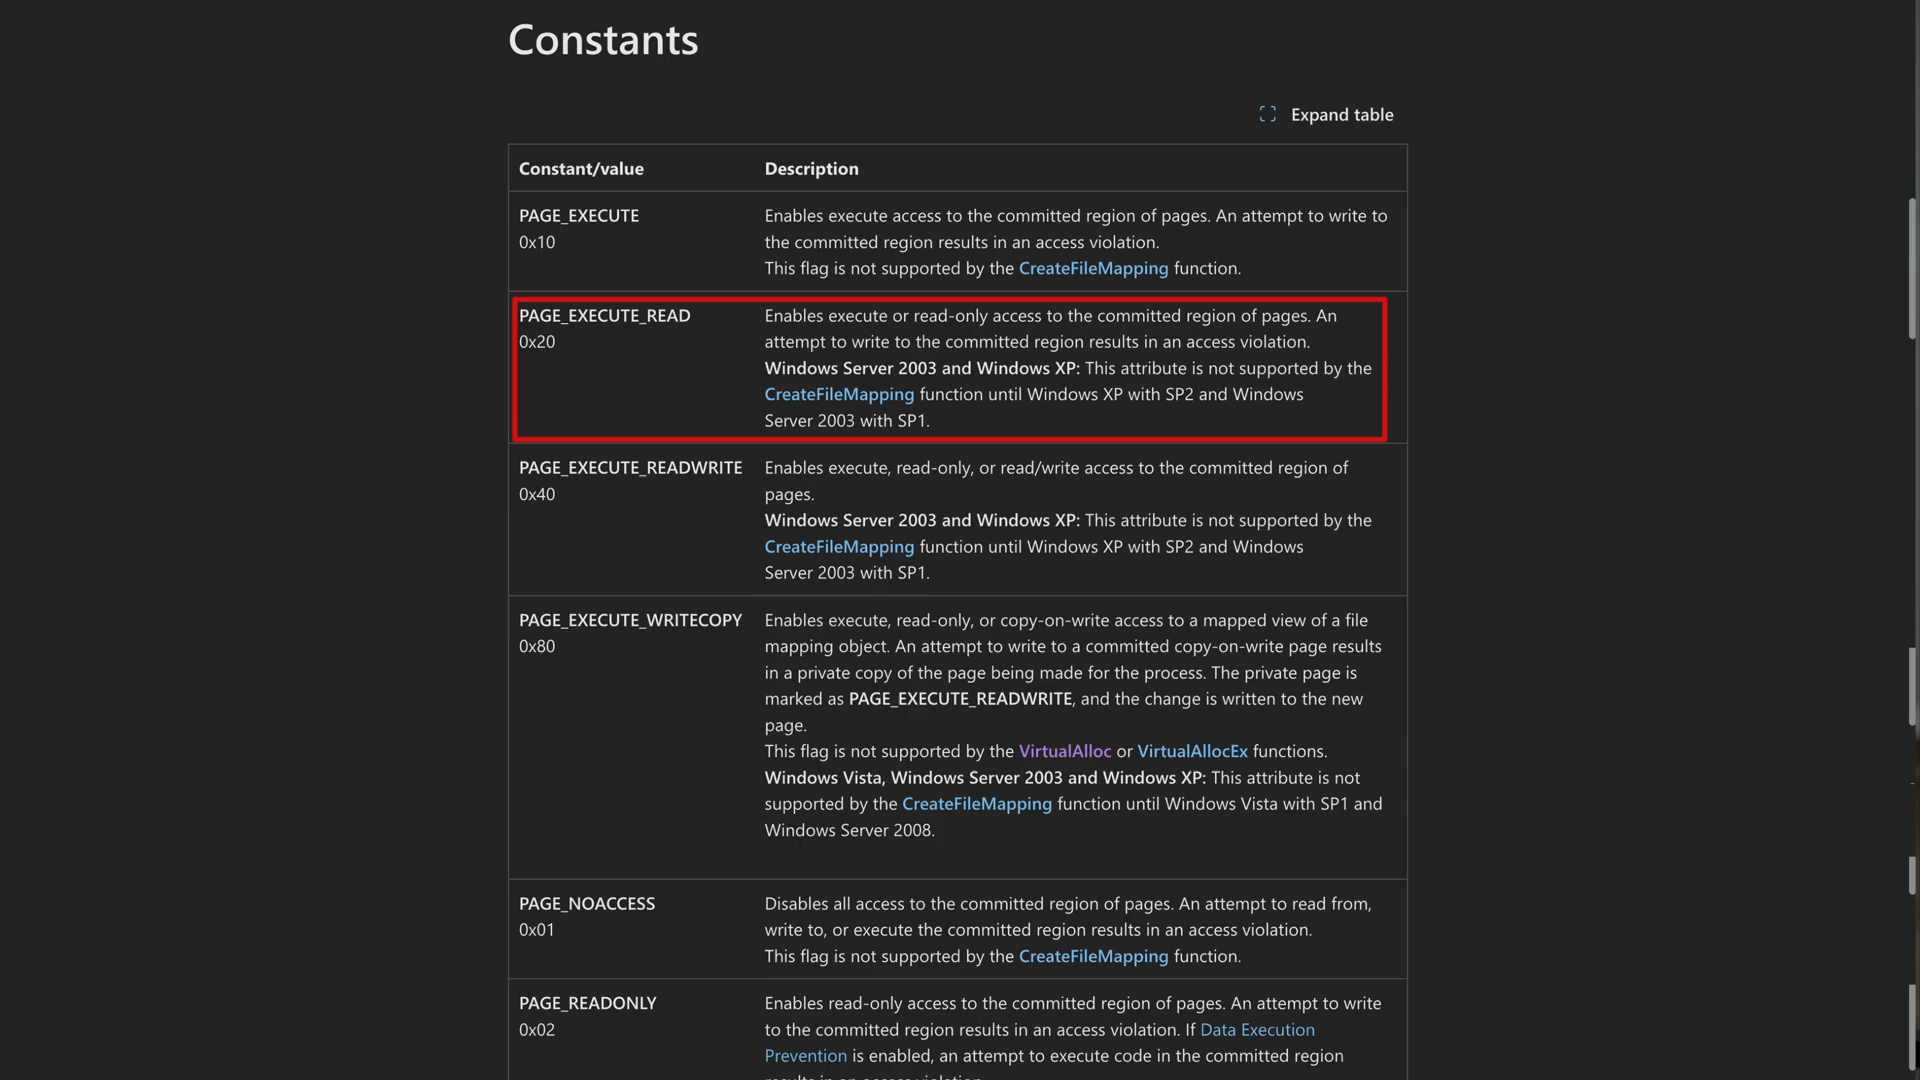 Constants
Expand table
Constant/value Description
PAGE_EXECUTE Enables execute access to the committed region of pages. An attempt to write to
0x10 the committed region results in an access violation.
This flag is not supported by the CreateFileMapping function.
PAGE_EXECUTE_READ Enables execute or read-only access to the committed region of pages. An
0x20 attempt to write to the committed region results in an access violation.
Windows Server 2003 and Windows XP: This attribute is not supported by the
CreateFileMapping function until Windows XP with SP2 and Windows
Server 2003 with SP1.
PAGE_EXECUTE_READWRITE Enables execute, read-only, or read/write access to the committed region of
0x40 pages.
Windows Server 2003 and Windows XP: This attribute is not supported by the
CreateFileMapping function until Windows XP with SP2 and Windows
Server 2003 with SP1.
PAGE_EXECUTE_WRITECOPY Enables execute, read-only, or copy-on-write access to a mapped view of a file
0x80 mapping object. An attempt to write to a committed copy-on-write page results
in a private copy of the page being made for the process. The private page is
marked as PAGE_EXECUTE_READWRITE, and the change is written to the new
page.
This flag is not supported by the VirtualAlloc or VirtualAllocEx functions.
Windows Vista, Windows Server 2003 and Windows XP: This attribute is not
supported by the CreateFileMapping function until Windows Vista with SP1 and
Windows Server 2008.
PAGE_NOACCESS Disables all access to the committed region of pages. An attempt to read from,
0x01 write to, or execute the committed region results in an access violation.
This flag is not supported by the CreateFileMapping function.
PAGE_READONLY Enables read-only access to the committed region of pages. An attempt to write
0x02 to the committed region results in an access violation. If Data Execution
Prevention is enabled, an attempt to execute code in the committed region